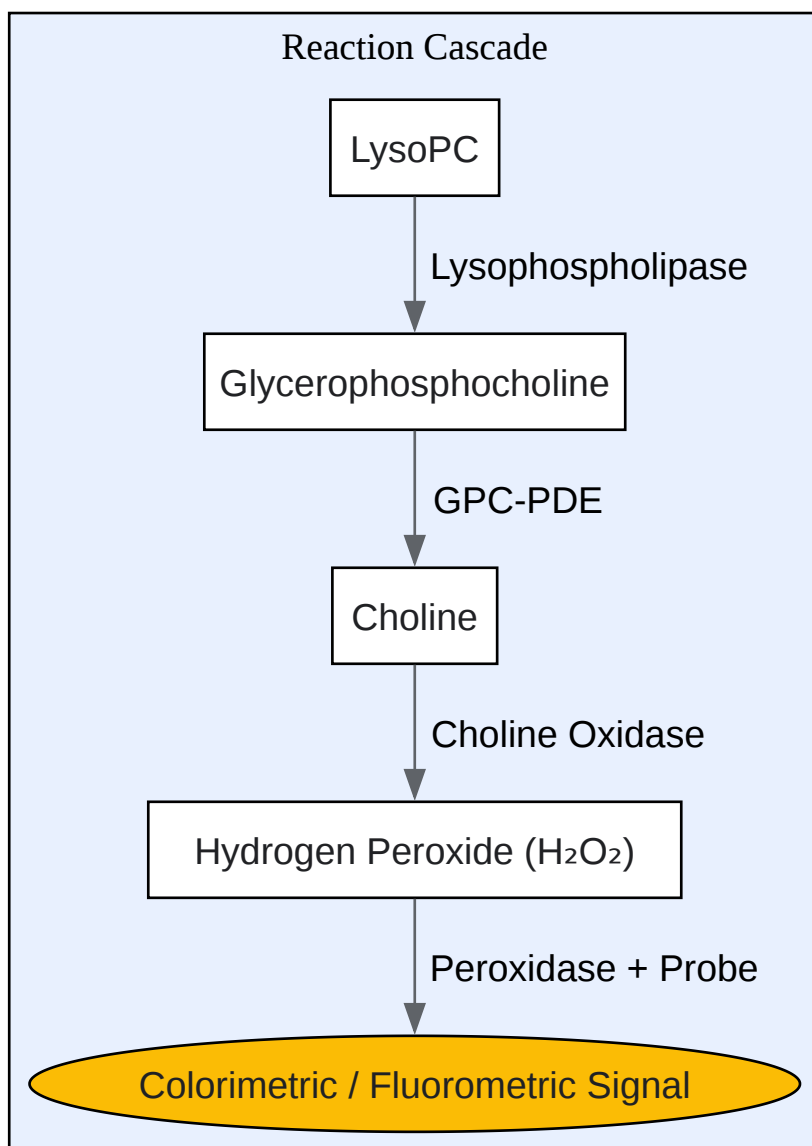 Reaction Cascade
LysoPC
Lysophospholipase
Glycerophosphocholine
GPC-PDE
Choline
Choline Oxidase
Hydrogen Peroxide (H₂O₂)
Peroxidase + Probe
Colorimetric / Fluorometric Signal